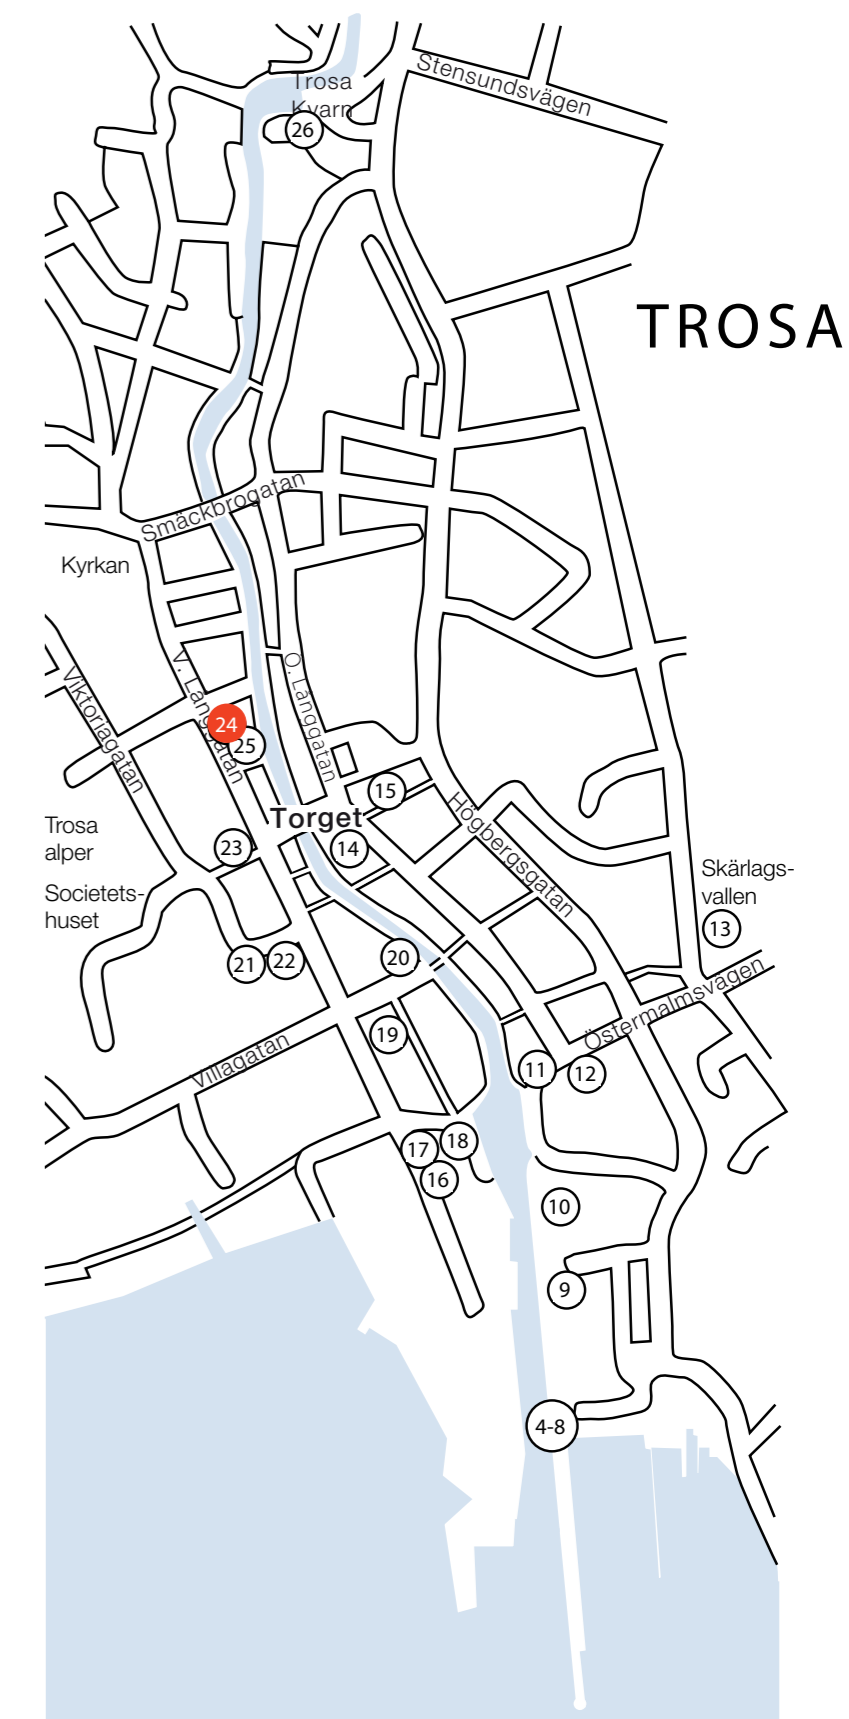 Stensundsvägen
Trosa
Kvarn
26
TROSA
Smäckbrogatan
Kyrkan
V. Långgatan
Ö. Långgatan
Viktoriagatan
24
25
15
Torget
Högbergsgatan
Trosa
alper
23
14
Societets-
huset
Skärlags-
vallen
13
21
22
20
Östermalmsvägen
19
Villagatan
11
12
17
18
16
10
9
4-8